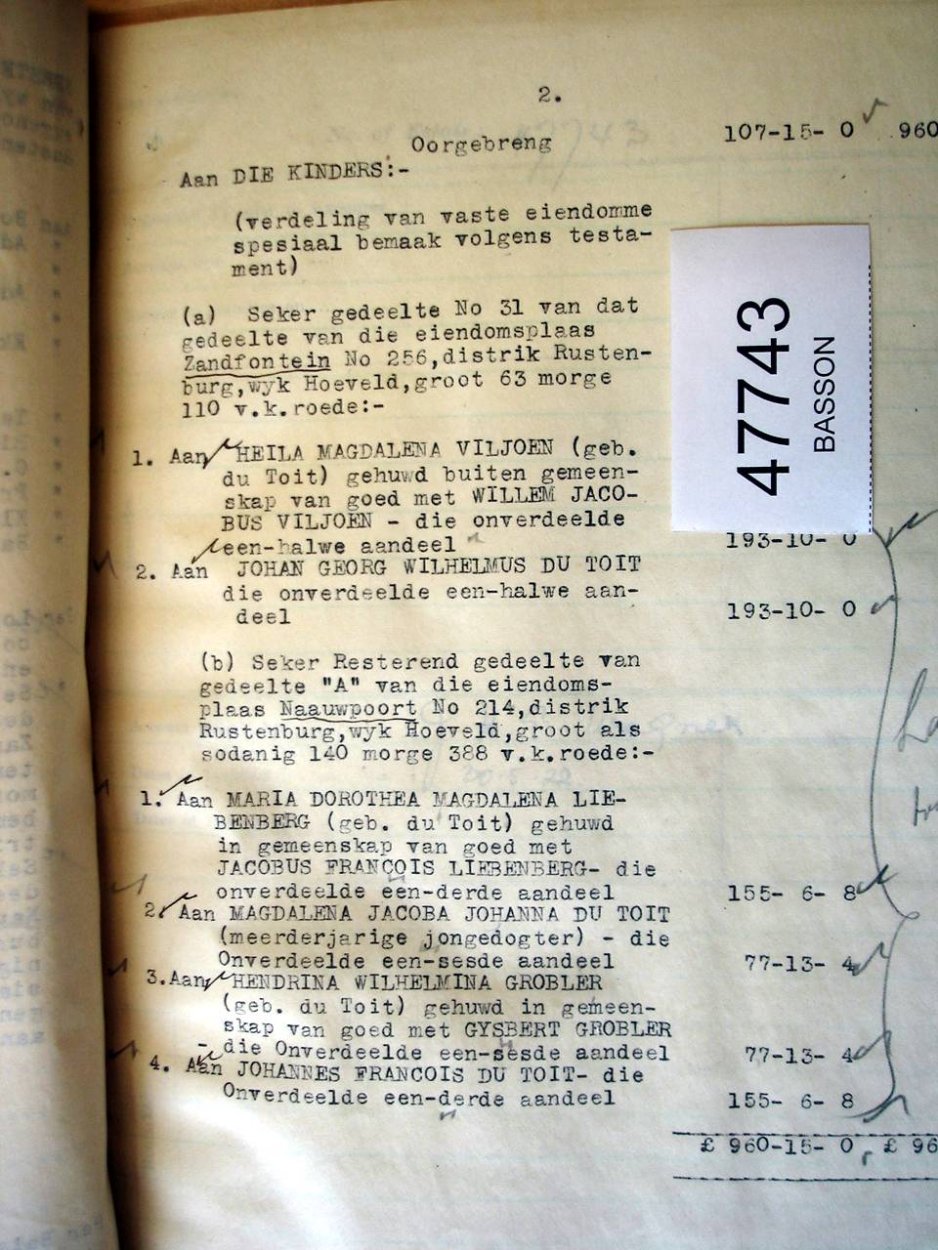 2.
Oorgebreng 107-15- 0 960
Aan DIE KINDERS:-
(verdeling van vaste eiendomme
spesiaal bemaak volgens testa-
ment)
(a) Seker gedeelte No 31 van dat
gedeelte van die eiendomsplaas
Zandfontein No 256,distrik Rusten-
burg,wyk Hoeveld,groot 63 morge
110 v.k.roede:-
47743
BASSON
1. Aan HEILA MAGDALENA VILJOEN (geb.
du Toit) gehuwd buiten gemeen-
skap van goed met WILLEM JACO-
BUS VILJOEN - die onverdeelde
een-halwe aandeel 193-10- 0
2. Aan JOHAN GEORG WILHELMUS DU TOIT
die onverdeelde een-halwe aan-
deel 193-10- 0
(b) Seker Resterend gedeelte van
gedeelte "A" van die eiendoms-
plaas Naauwpoort No 214,distrik
Rustenburg,wyk Hoeveld,groot als
sodanig 140 morge 388 v.k.roede:-
1. Aan MARIA DOROTHEA MAGDALENA LIE-
BENBERG (geb. du Toit) gehuwd
in gemeenskap van goed met
JACOBUS FRANCOIS LIEBENBERG- die
onverdeelde een-derde aandeel 155- 6- 8
2. Aan MAGDALENA JACOBA JOHANNA DU TOIT
(meerderjarige jongedogter) - die
Onverdeelde een-sesde aandeel 77-13- 4
3.Aan HENDRINA WILHELMINA GROBLER
(geb. du Toit) gehuwd in gemeen-
skap van goed met GYSBERT GROBLER
- die Onverdeelde een-sesde aandeel 77-13- 4
4. Aan JOHANNES FRANCOIS DU TOIT- die
Onverdeelde een-derde aandeel 155- 6- 8
£ 960-15- 0 £ 96